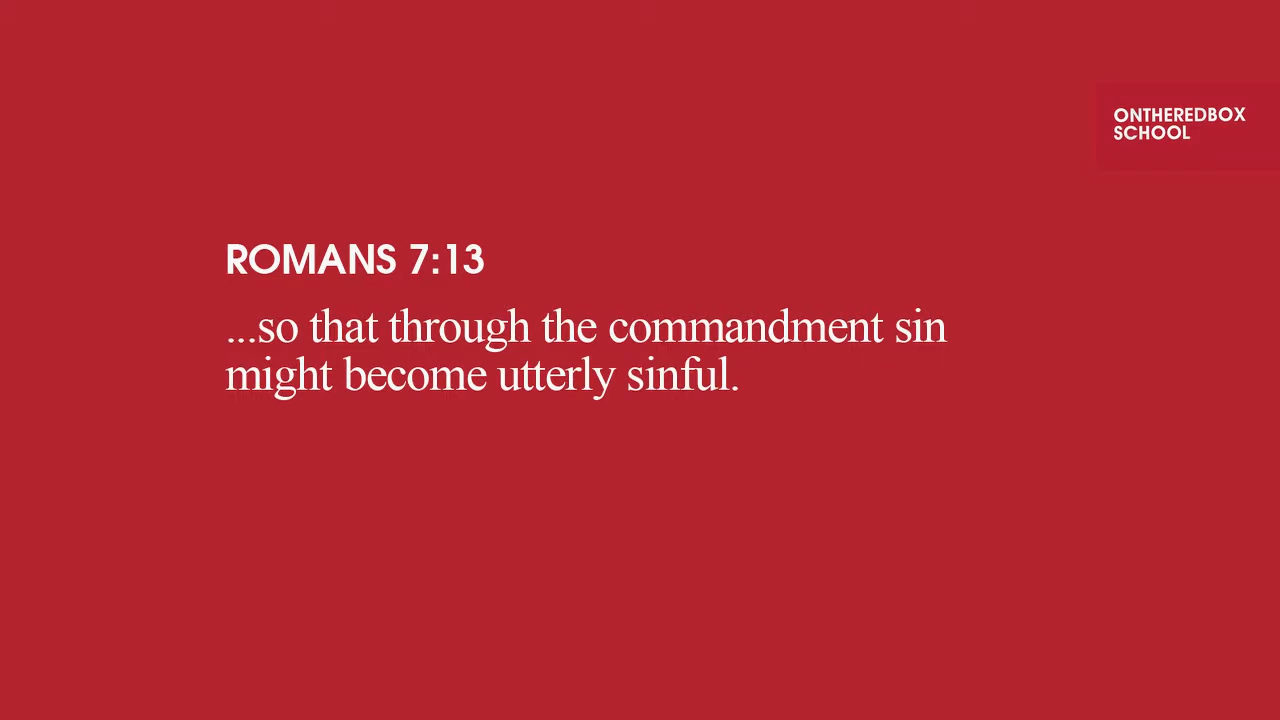 ONTHEREDBOX
SCHOOL
ROMANS 7:13
...so that through the commandment sin
might become utterly sinful.